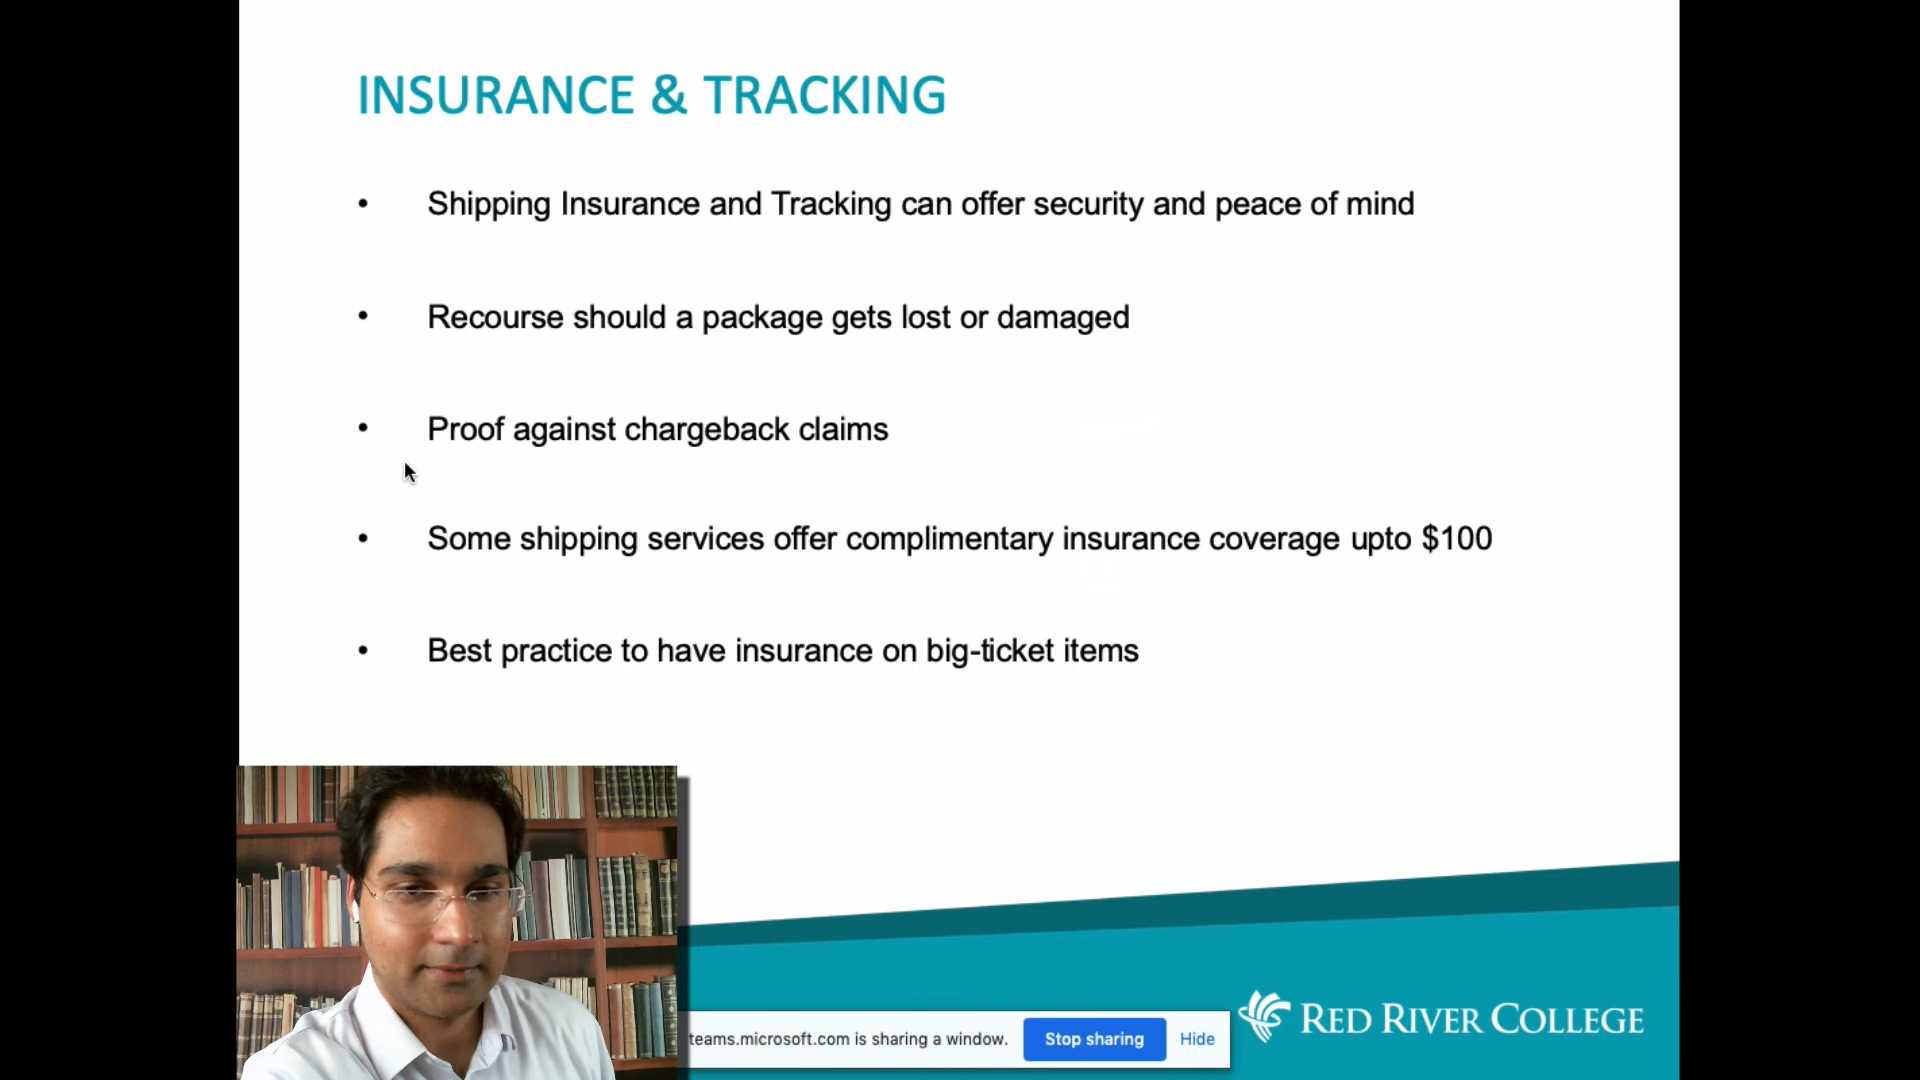 INSURANCE & TRACKING
• Shipping Insurance and Tracking can offer security and peace of mind
• Recourse should a package gets lost or damaged
• Proof against chargeback claims
• Some shipping services offer complimentary insurance coverage upto $100
• Best practice to have insurance on big-ticket items
teams.microsoft.com is sharing a window. Stop sharing Hide
RED RIVER COLLEGE